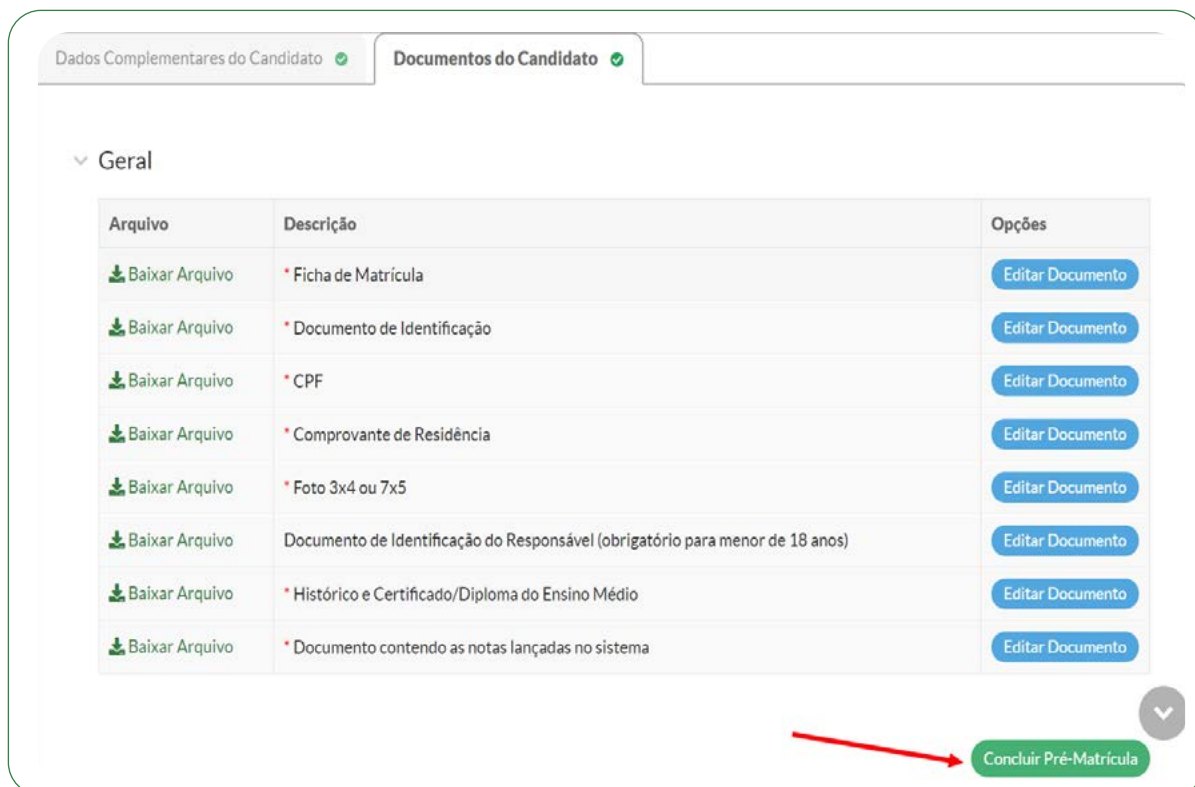 Dados Complementares do Candidato
Documentos do Candidato
Geral
Arquivo Descrição Opções
Baixar Arquivo * Ficha de Matrícula Editar Documento
Baixar Arquivo * Documento de Identificação Editar Documento
Baixar Arquivo * CPF Editar Documento
Baixar Arquivo * Comprovante de Residência Editar Documento
Baixar Arquivo * Foto 3x4 ou 7x5 Editar Documento
Baixar Arquivo Documento de Identificação do Responsável (obrigatório para menor de 18 anos) Editar Documento
Baixar Arquivo * Histórico e Certificado/Diploma do Ensino Médio Editar Documento
Baixar Arquivo * Documento contendo as notas lançadas no sistema Editar Documento
Concluir Pré-Matrícula